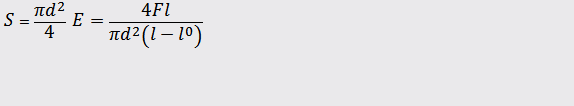 S = πd²/4 E = 4Fl/πd²(l − l⁰)